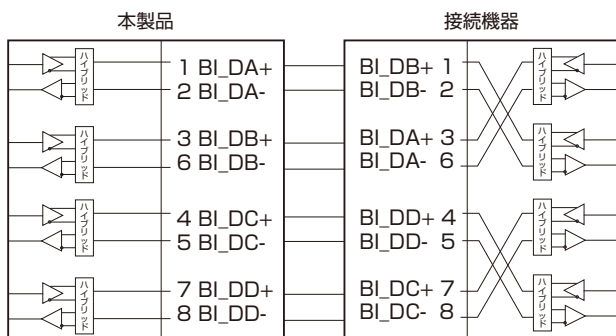 本製品
接続機器
ハイブリッド
1 BI_DA+
2 BI_DA-
ハイブリッド
3 BI_DB+
6 BI_DB-
ハイブリッド
4 BI_DC+
5 BI_DC-
ハイブリッド
7 BI_DD+
8 BI_DD-
BI_DB+ 1
BI_DB- 2
ハイブリッド
BI_DA+ 3
BI_DA- 6
ハイブリッド
BI_DD+ 4
BI_DD- 5
ハイブリッド
BI_DC+ 7
BI_DC- 8
ハイブリッド